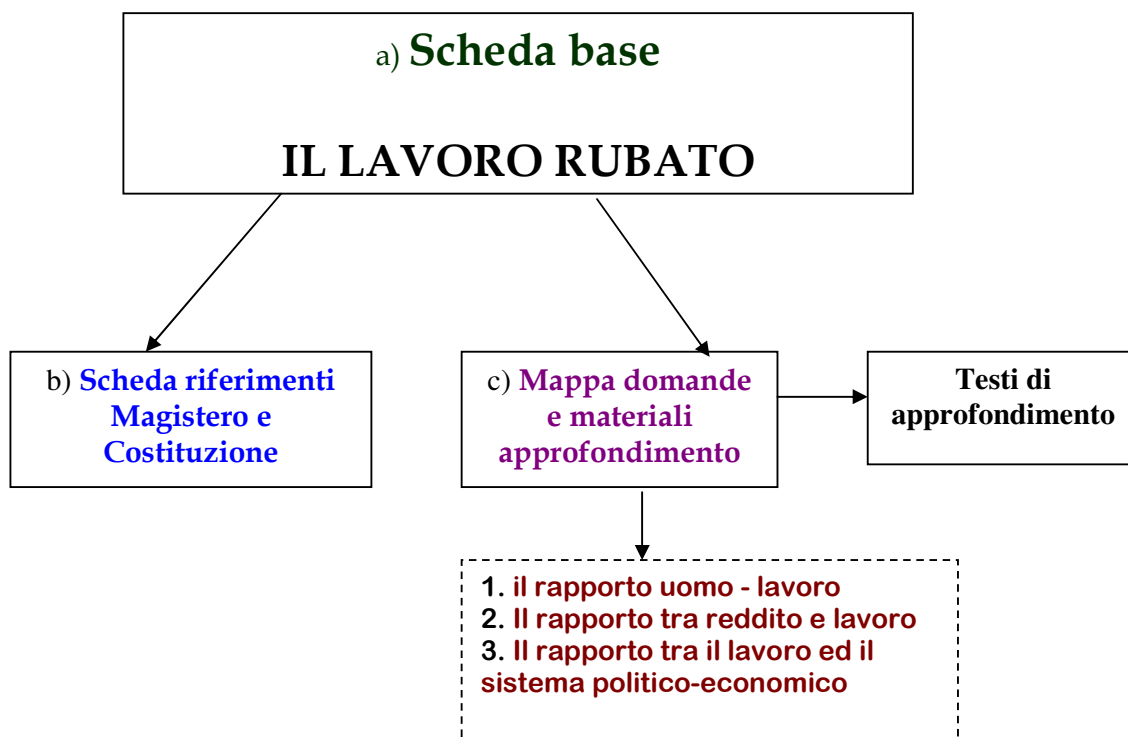 a) Scheda base
IL LAVORO RUBATO
b) Scheda riferimenti
Magistero e
Costituzione
c) Mappa domande
e materiali
approfondimento
Testi di
approfondimento
1. il rapporto uomo - lavoro
2. Il rapporto tra reddito e lavoro
3. Il rapporto tra il lavoro ed il
sistema politico-economico